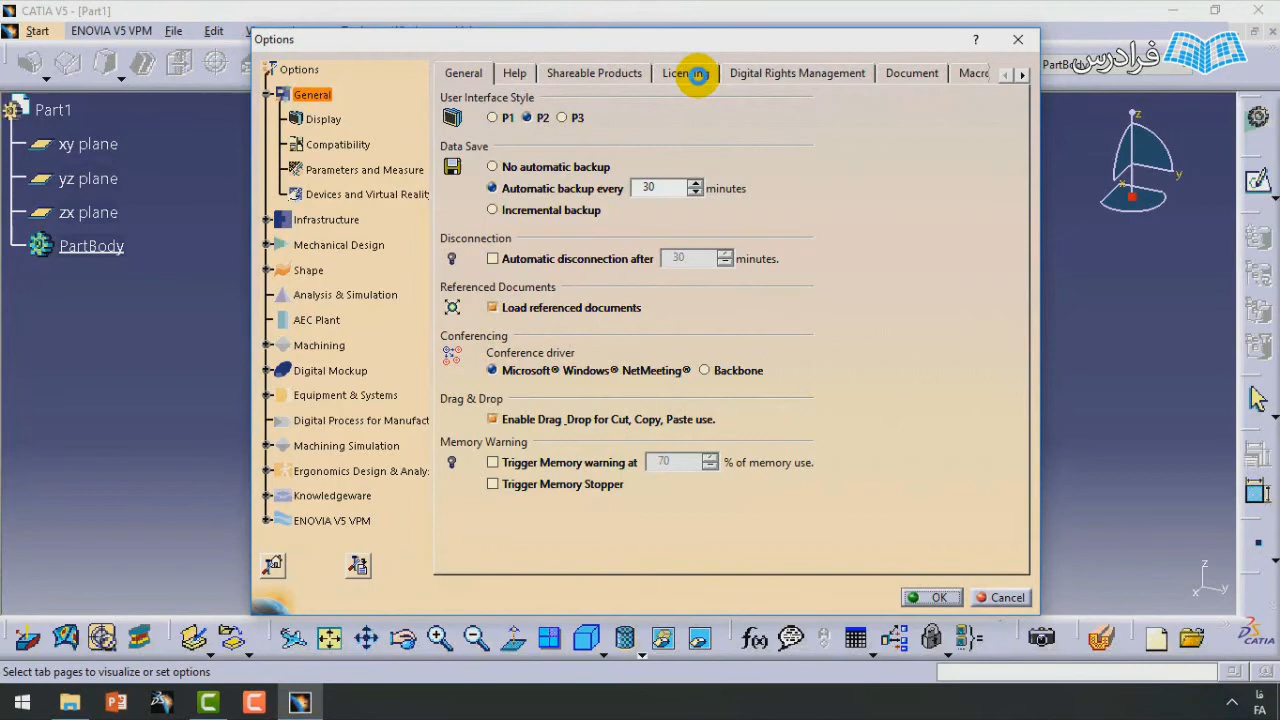 CATIA V5 - [Part1]
Start ENOVIA V5 VPM File Edit
فرادرس
PartBody
Part1
xy plane
yz plane
zx plane
PartBody
Options
?
Options
General
Display
Compatibility
Parameters and Measure
Devices and Virtual Reality
Infrastructure
Mechanical Design
Shape
Analysis & Simulation
AEC Plant
Machining
Digital Mockup
Equipment & Systems
Digital Process for Manufact
Machining Simulation
Ergonomics Design & Analy
Knowledgeware
ENOVIA V5 VPM
General Help Shareable Products Licensing Digital Rights Management Document Macro
User Interface Style
P1 P2 P3
Data Save
No automatic backup
Automatic backup every 30 minutes
Incremental backup
Disconnection
Automatic disconnection after 30 minutes.
Referenced Documents
Load referenced documents
Conferencing
Conference driver
Microsoft® Windows® NetMeeting® Backbone
Drag & Drop
Enable Drag_Drop for Cut, Copy, Paste use.
Memory Warning
Trigger Memory warning at 70 % of memory use.
Trigger Memory Stopper
OK Cancel
z
y
x
z
x y
f(x)
CATIA
Select tab pages to visualize or set options
فا
FA